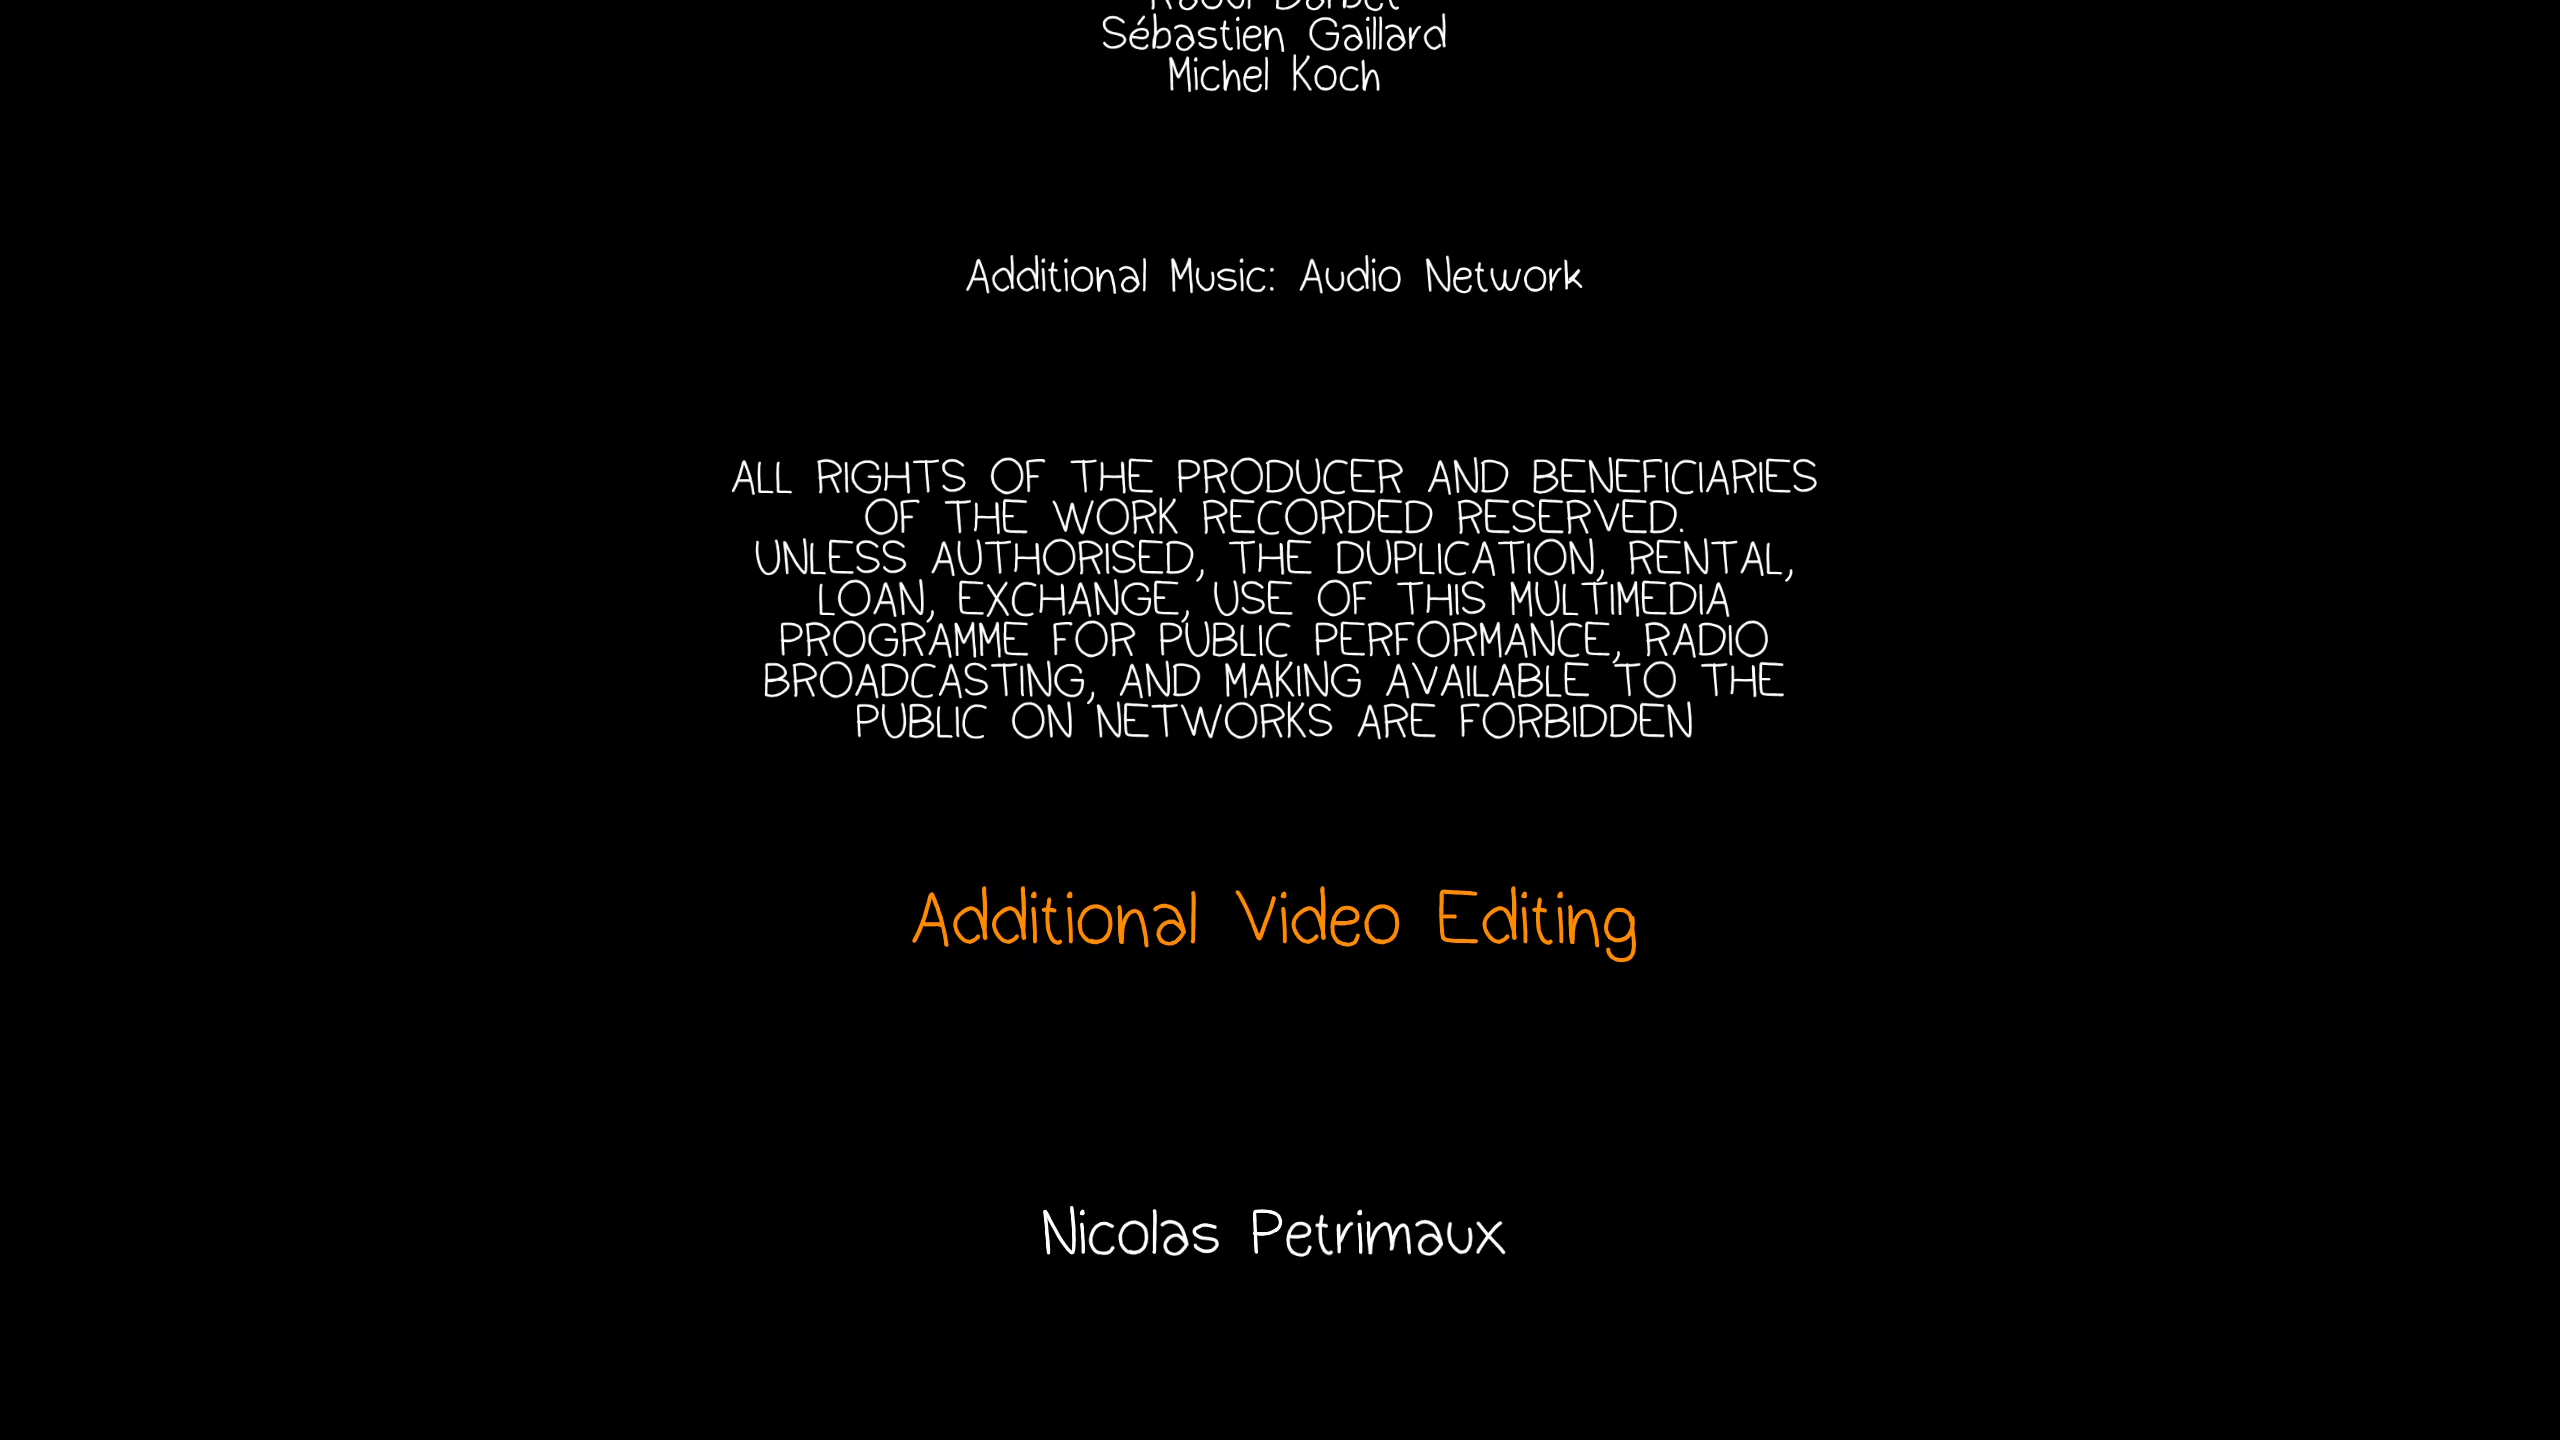 Raoul Barbet
Sébastien Gaillard
Michel Koch
Additional Music: Audio Network
ALL RIGHTS OF THE PRODUCER AND BENEFICIARIES
OF THE WORK RECORDED RESERVED.
UNLESS AUTHORISED, THE DUPLICATION, RENTAL,
LOAN, EXCHANGE, USE OF THIS MULTIMEDIA
PROGRAMME FOR PUBLIC PERFORMANCE, RADIO
BROADCASTING, AND MAKING AVAILABLE TO THE
PUBLIC ON NETWORKS ARE FORBIDDEN
Additional Video Editing
Nicolas Petrimaux